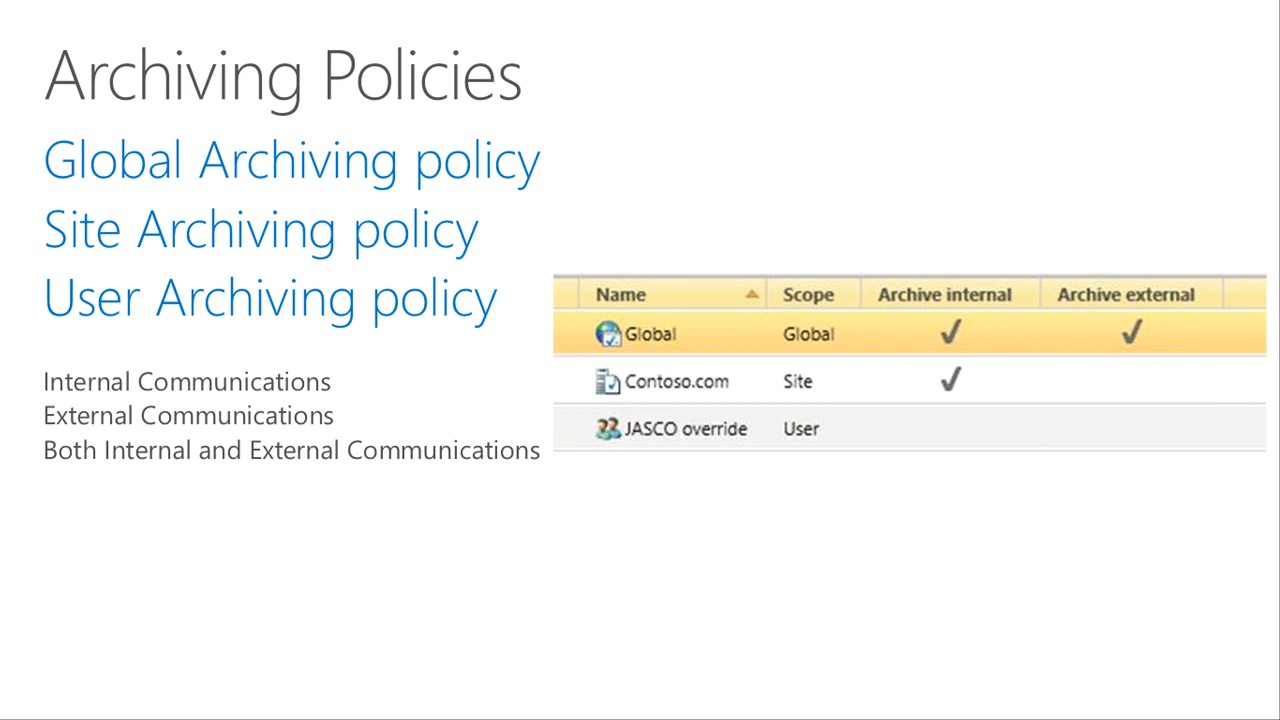 Archiving Policies
Global Archiving policy
Site Archiving policy
User Archiving policy
Internal Communications
External Communications
Both Internal and External Communications
Name Scope Archive internal Archive external
Global Global ✓ ✓
Contoso.com Site ✓
JASCO override User